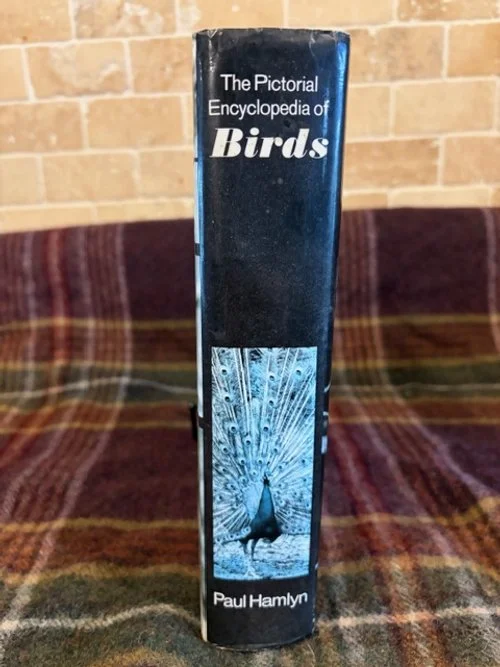 The Pictorial
Encyclopedia of
Birds
Paul Hamlyn